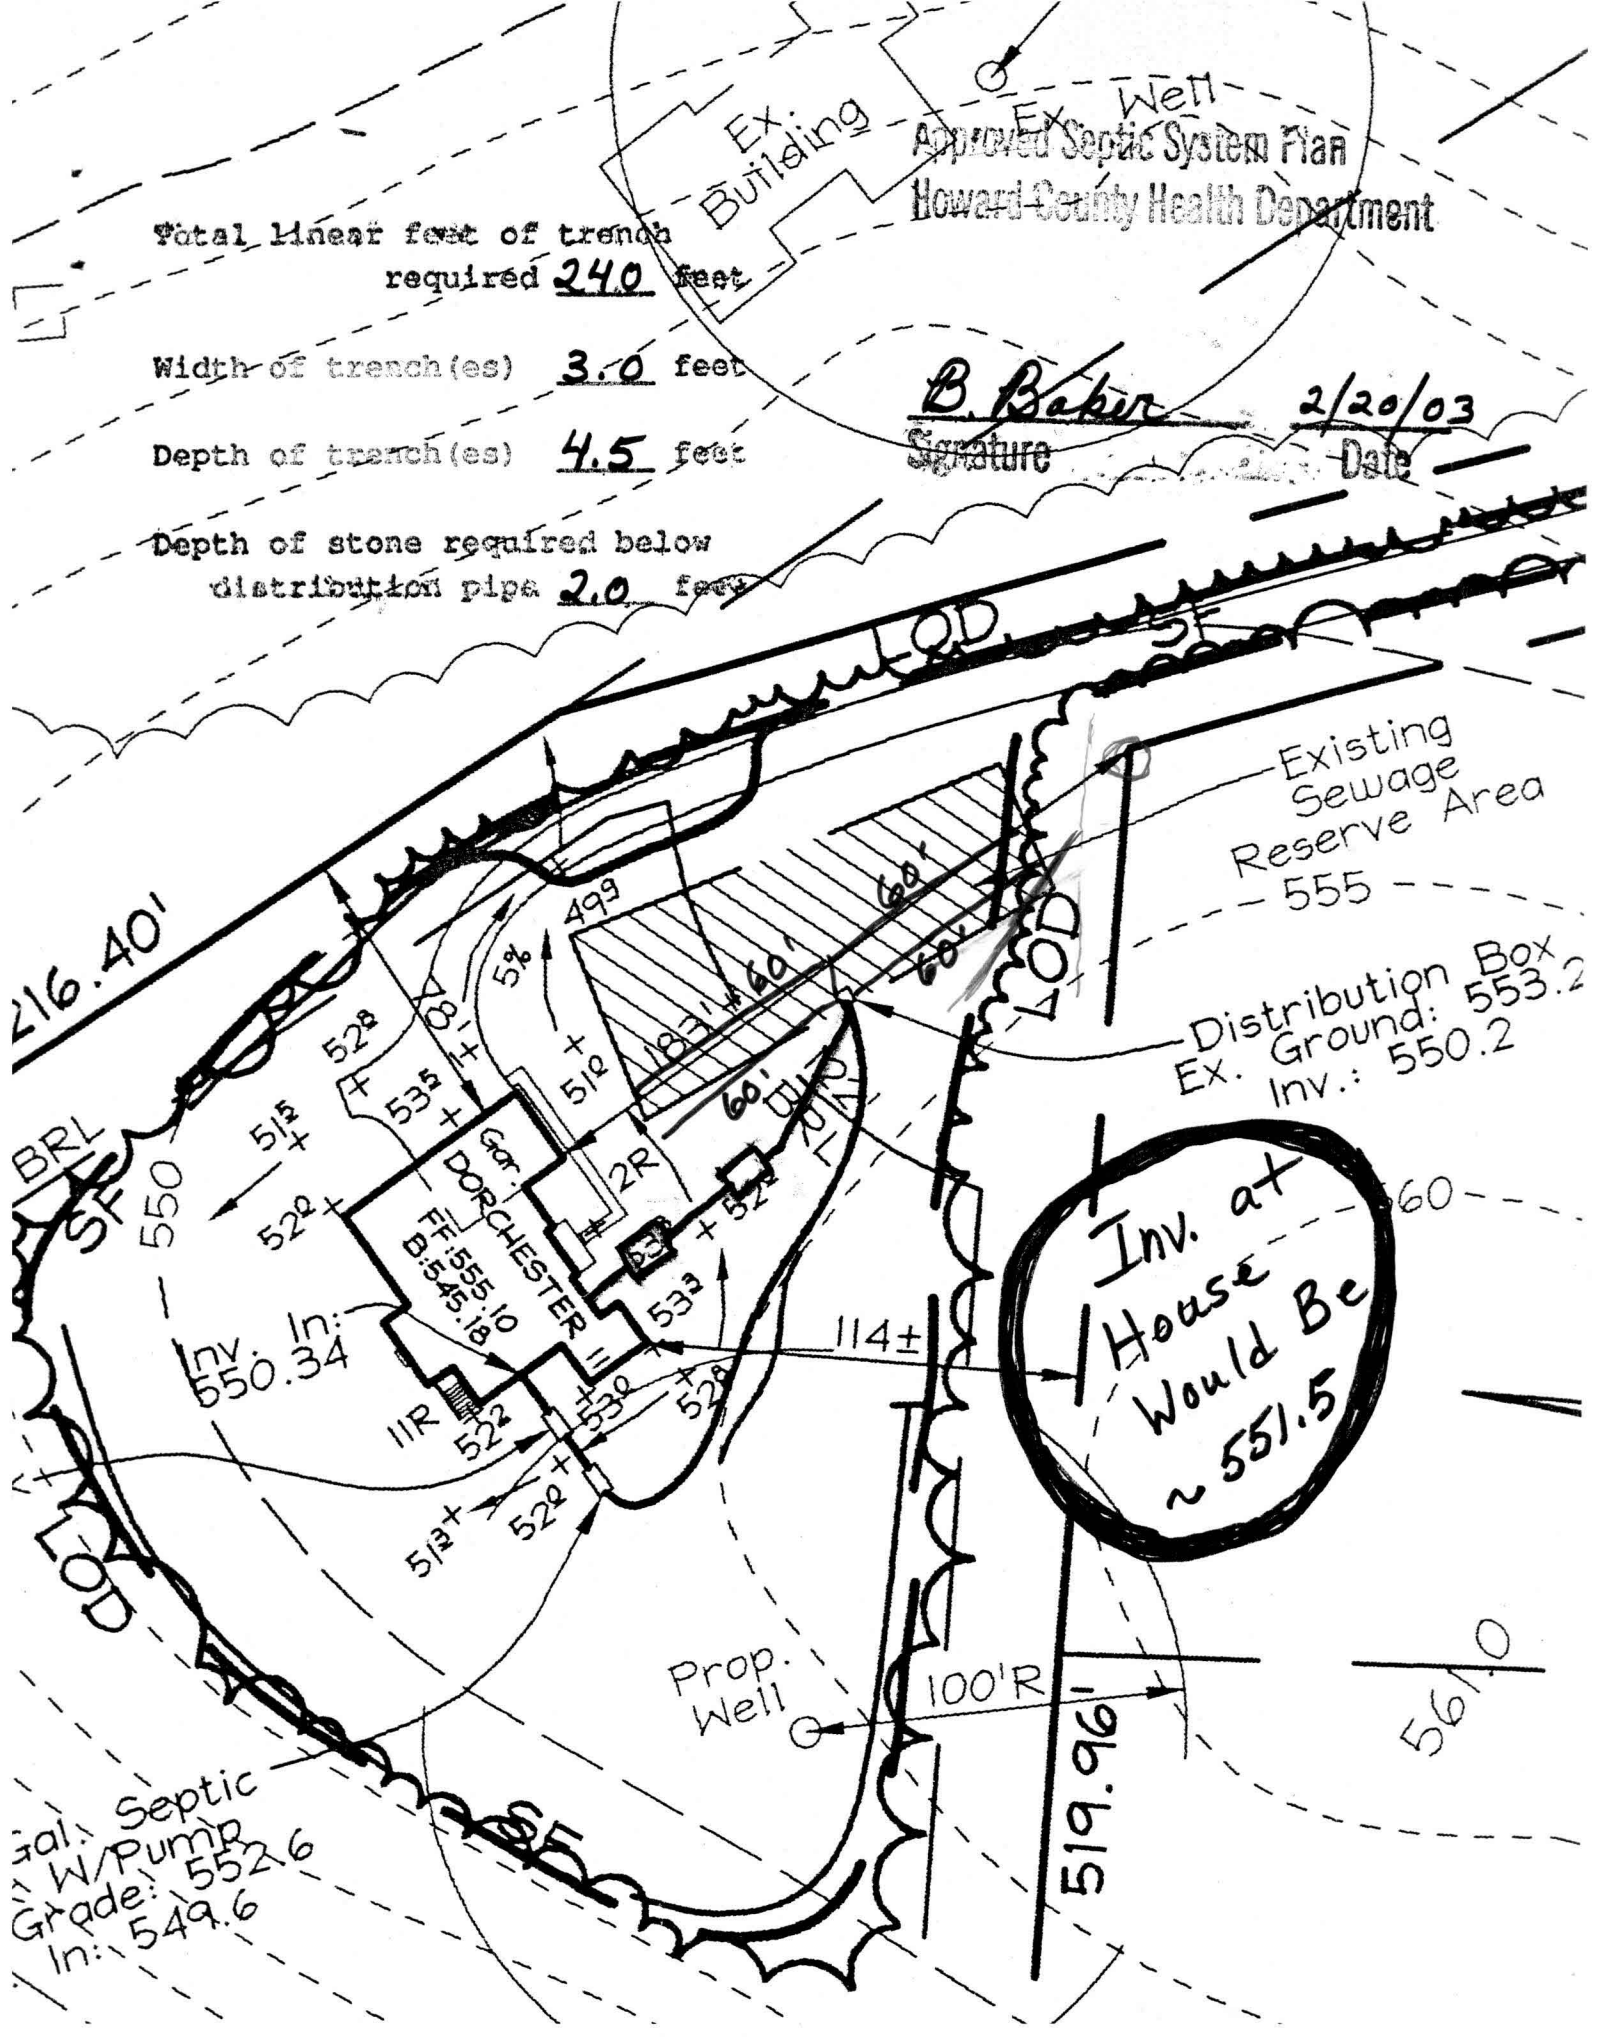 Ex.
Building
Ex. Well
Approved Septic System Plan
Howard County Health Department
Total linear feet of trench
required 240 feet
Width of trench(es) 3.0 feet
Depth of trench(es) 4.5 feet
Depth of stone required below
distribution pipe 2.0 feet
B. Baker 2/20/03
Signature Date
LOD
SF
Existing
Sewage
Reserve Area
555
216.40'
49⁹
5%
60'
60'
60'
60'
183'±
78'±
LOD
Distribution Box
Ex. Ground: 553.2
Inv.: 550.2
52⁸
53⁵
51⁵
51⁰
BRL
SF
550
52⁰
Gar.
DORCHESTER II
FF:555.10
B:545.18
2R
BRL
53³
Inv. In:
550.34
114±
Inv. at
House
Would Be
~ 551.5
560
11R
52²
53⁰
52⁸
52⁰
51³
LOD
Prop.
Well
100'R
519.96'
561.0
Gal. Septic
W/Pump
Grade: 552.6
In: 549.6
SF